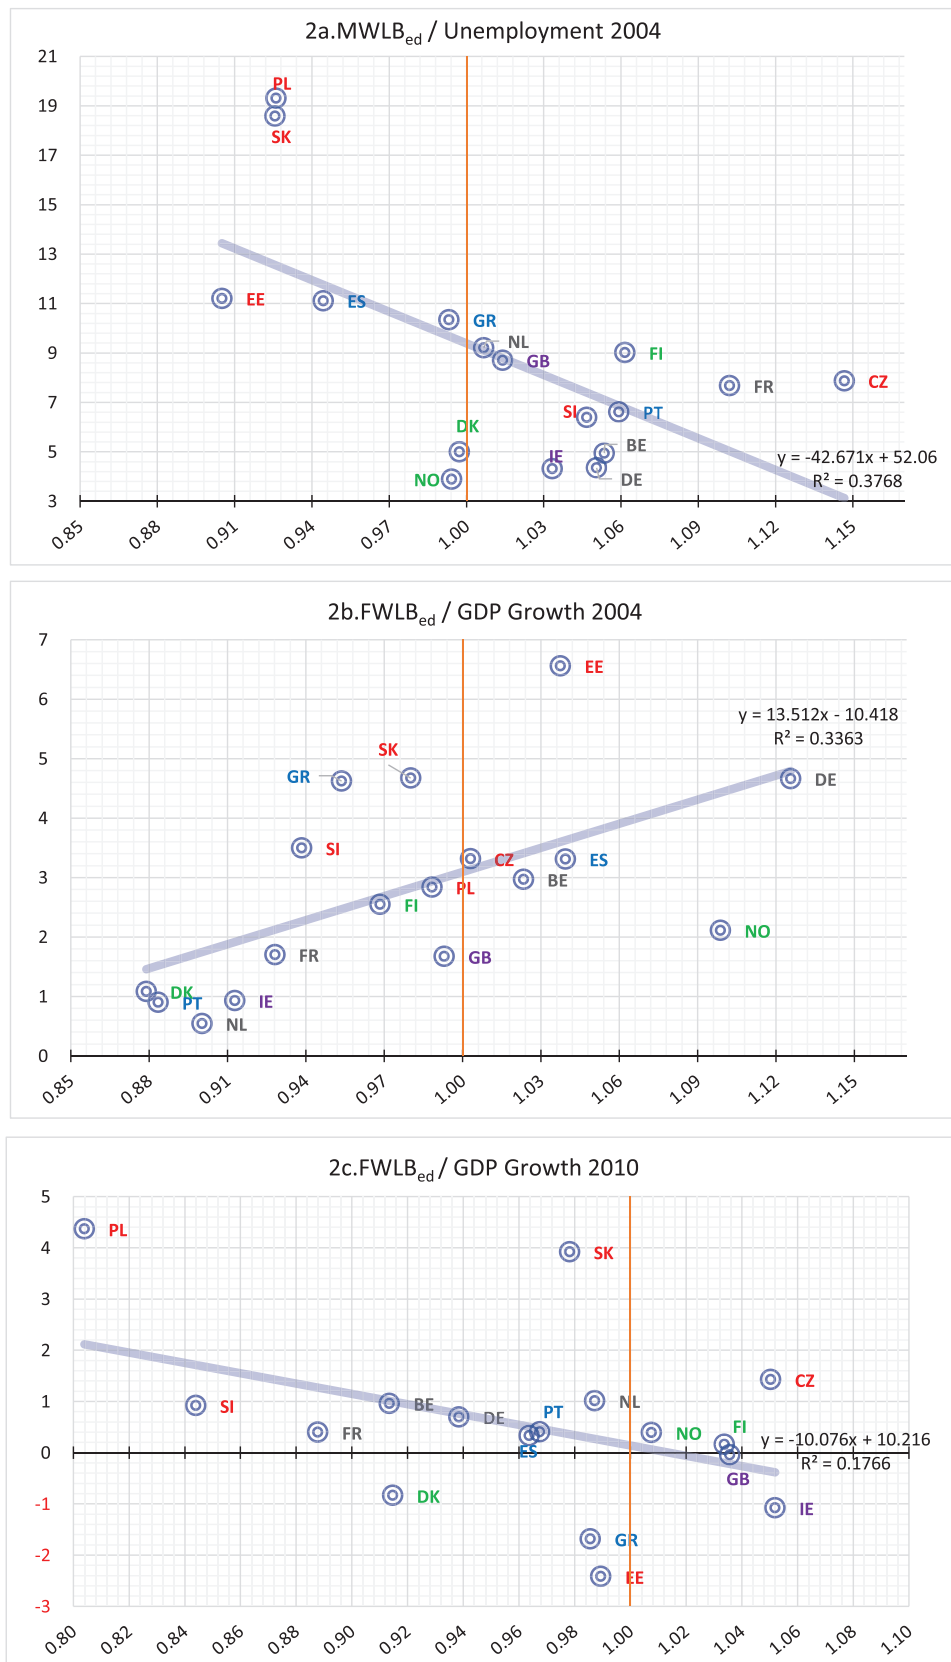 2a.MWLBed / Unemployment 2004
21
PL
19
SK
17
15
13
11
EE
ES
GR
NL
9
GB
FI
FR
CZ
7
SI
PT
DK
5
IE
BE
y = -42.671x + 52.06
NO
DE
R² = 0.3768
3
0.85 0.88 0.91 0.94 0.97 1.00 1.03 1.06 1.09 1.12 1.15
2b.FWLBed / GDP Growth 2004
7
EE
6
y = 13.512x - 10.418
R² = 0.3363
SK
5
GR
DE
4
SI
CZ
ES
3
PL
BE
FI
2
NO
FR
GB
1
DK
PT
IE
NL
0
0.85 0.88 0.91 0.94 0.97 1.00 1.03 1.06 1.09 1.12 1.15
2c.FWLBed / GDP Growth 2010
5
PL
4
SK
3
2
CZ
1
SI
BE
NL
DE
PT
FR
NO
FI
0
ES
y = -10.076x + 10.216
R² = 0.1766
GB
DK
-1
IE
GR
-2
EE
-3
0.80 0.82 0.84 0.86 0.88 0.90 0.92 0.94 0.96 0.98 1.00 1.02 1.04 1.06 1.08 1.10